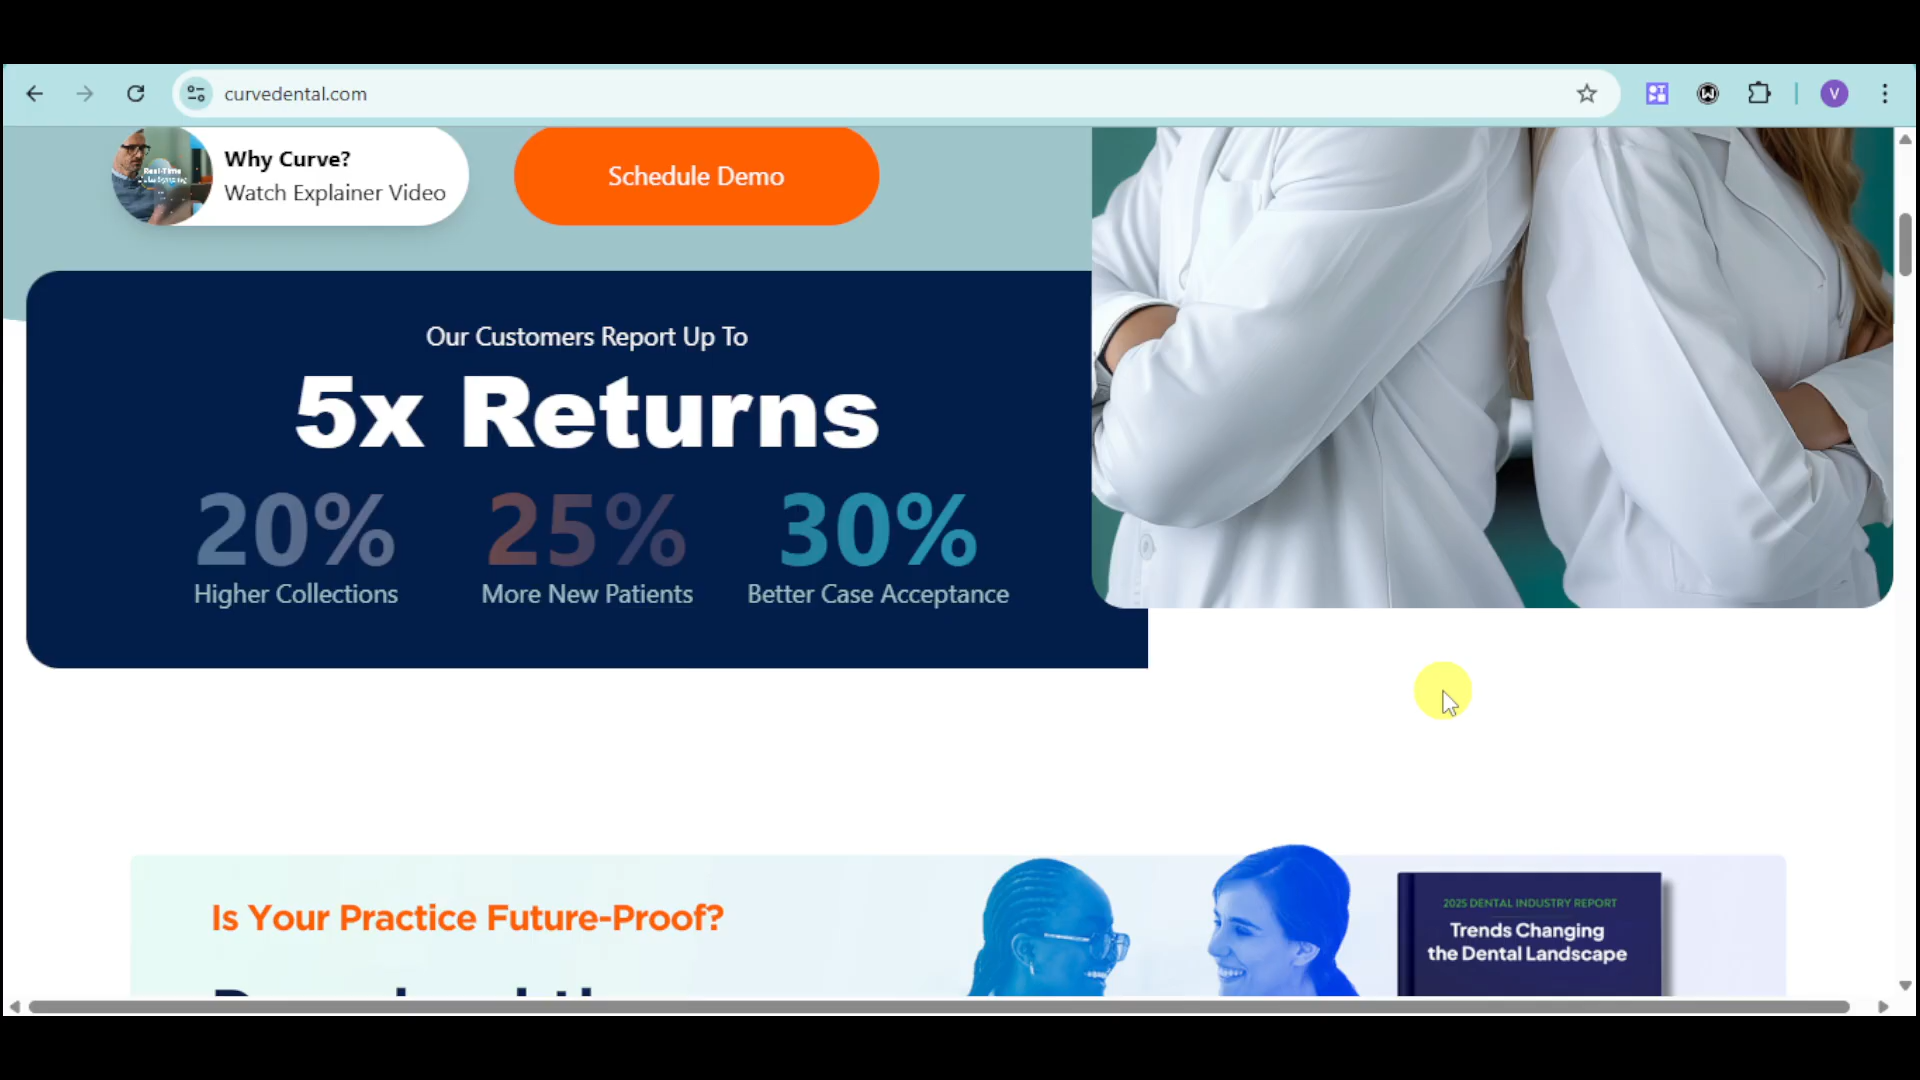 curvedental.com
V
Why Curve?
Watch Explainer Video
Schedule Demo
Our Customers Report Up To
5x Returns
20% 25% 30%
Higher Collections More New Patients Better Case Acceptance
Is Your Practice Future-Proof?
2025 DENTAL INDUSTRY REPORT
Trends Changing
the Dental Landscape